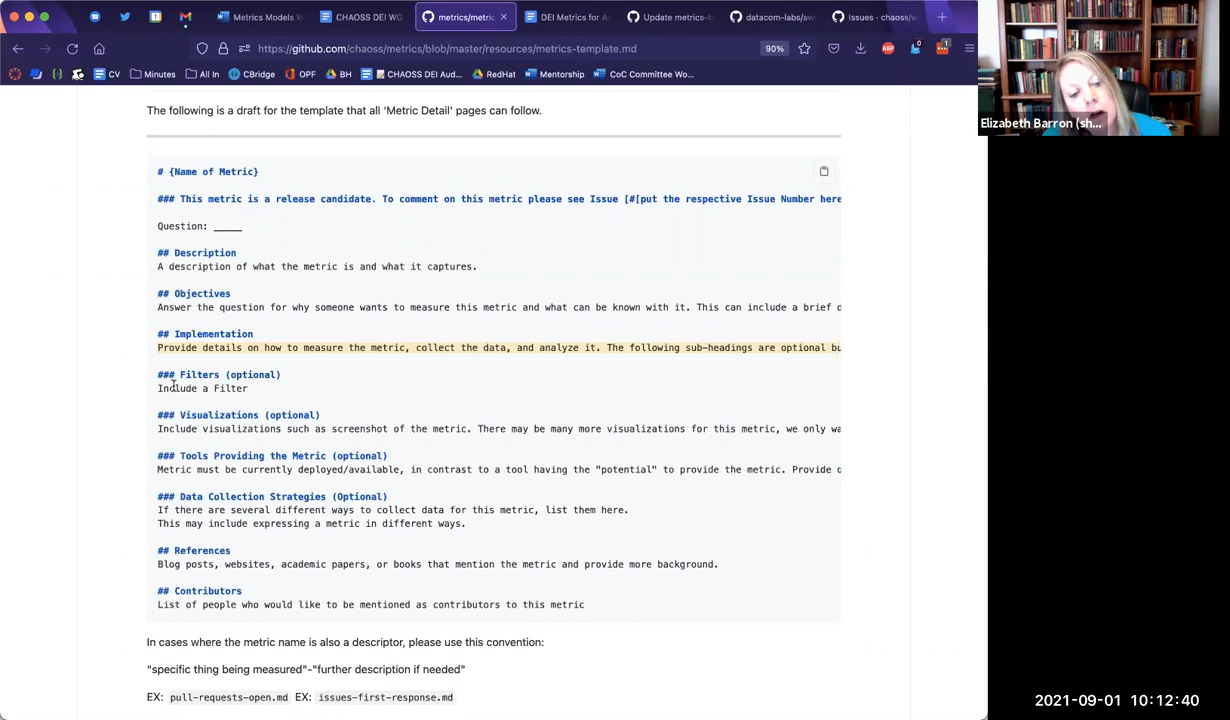 Metrics Models W
CHAOSS DEI WO
metrics/metric
DEI Metrics for Au
Update metrics-t
datacom-labs/aw
Issues · chaoss/w
https://github.com/chaoss/metrics/blob/master/resources/metrics-template.md
90%
CV
Minutes
All In
CBridge
OPF
BH
CHAOSS DEI Aud...
RedHat
Mentorship
CoC Committee Wo...
Elizabeth Barron (sh...
The following is a draft for the template that all 'Metric Detail' pages can follow.
# {Name of Metric}
### This metric is a release candidate. To comment on this metric please see Issue [#[put the respective Issue Number here
Question: _____
## Description
A description of what the metric is and what it captures.
## Objectives
Answer the question for why someone wants to measure this metric and what can be known with it. This can include a brief d
## Implementation
Provide details on how to measure the metric, collect the data, and analyze it. The following sub-headings are optional bu
### Filters (optional)
Include a Filter
### Visualizations (optional)
Include visualizations such as screenshot of the metric. There may be many more visualizations for this metric, we only wa
### Tools Providing the Metric (optional)
Metric must be currently deployed/available, in contrast to a tool having the "potential" to provide the metric. Provide d
### Data Collection Strategies (Optional)
If there are several different ways to collect data for this metric, list them here.
This may include expressing a metric in different ways.
## References
Blog posts, websites, academic papers, or books that mention the metric and provide more background.
## Contributors
List of people who would like to be mentioned as contributors to this metric
In cases where the metric name is also a descriptor, please use this convention:
"specific thing being measured"-"further description if needed"
EX: pull-requests-open.md EX: issues-first-response.md
2021-09-01 10:12:40